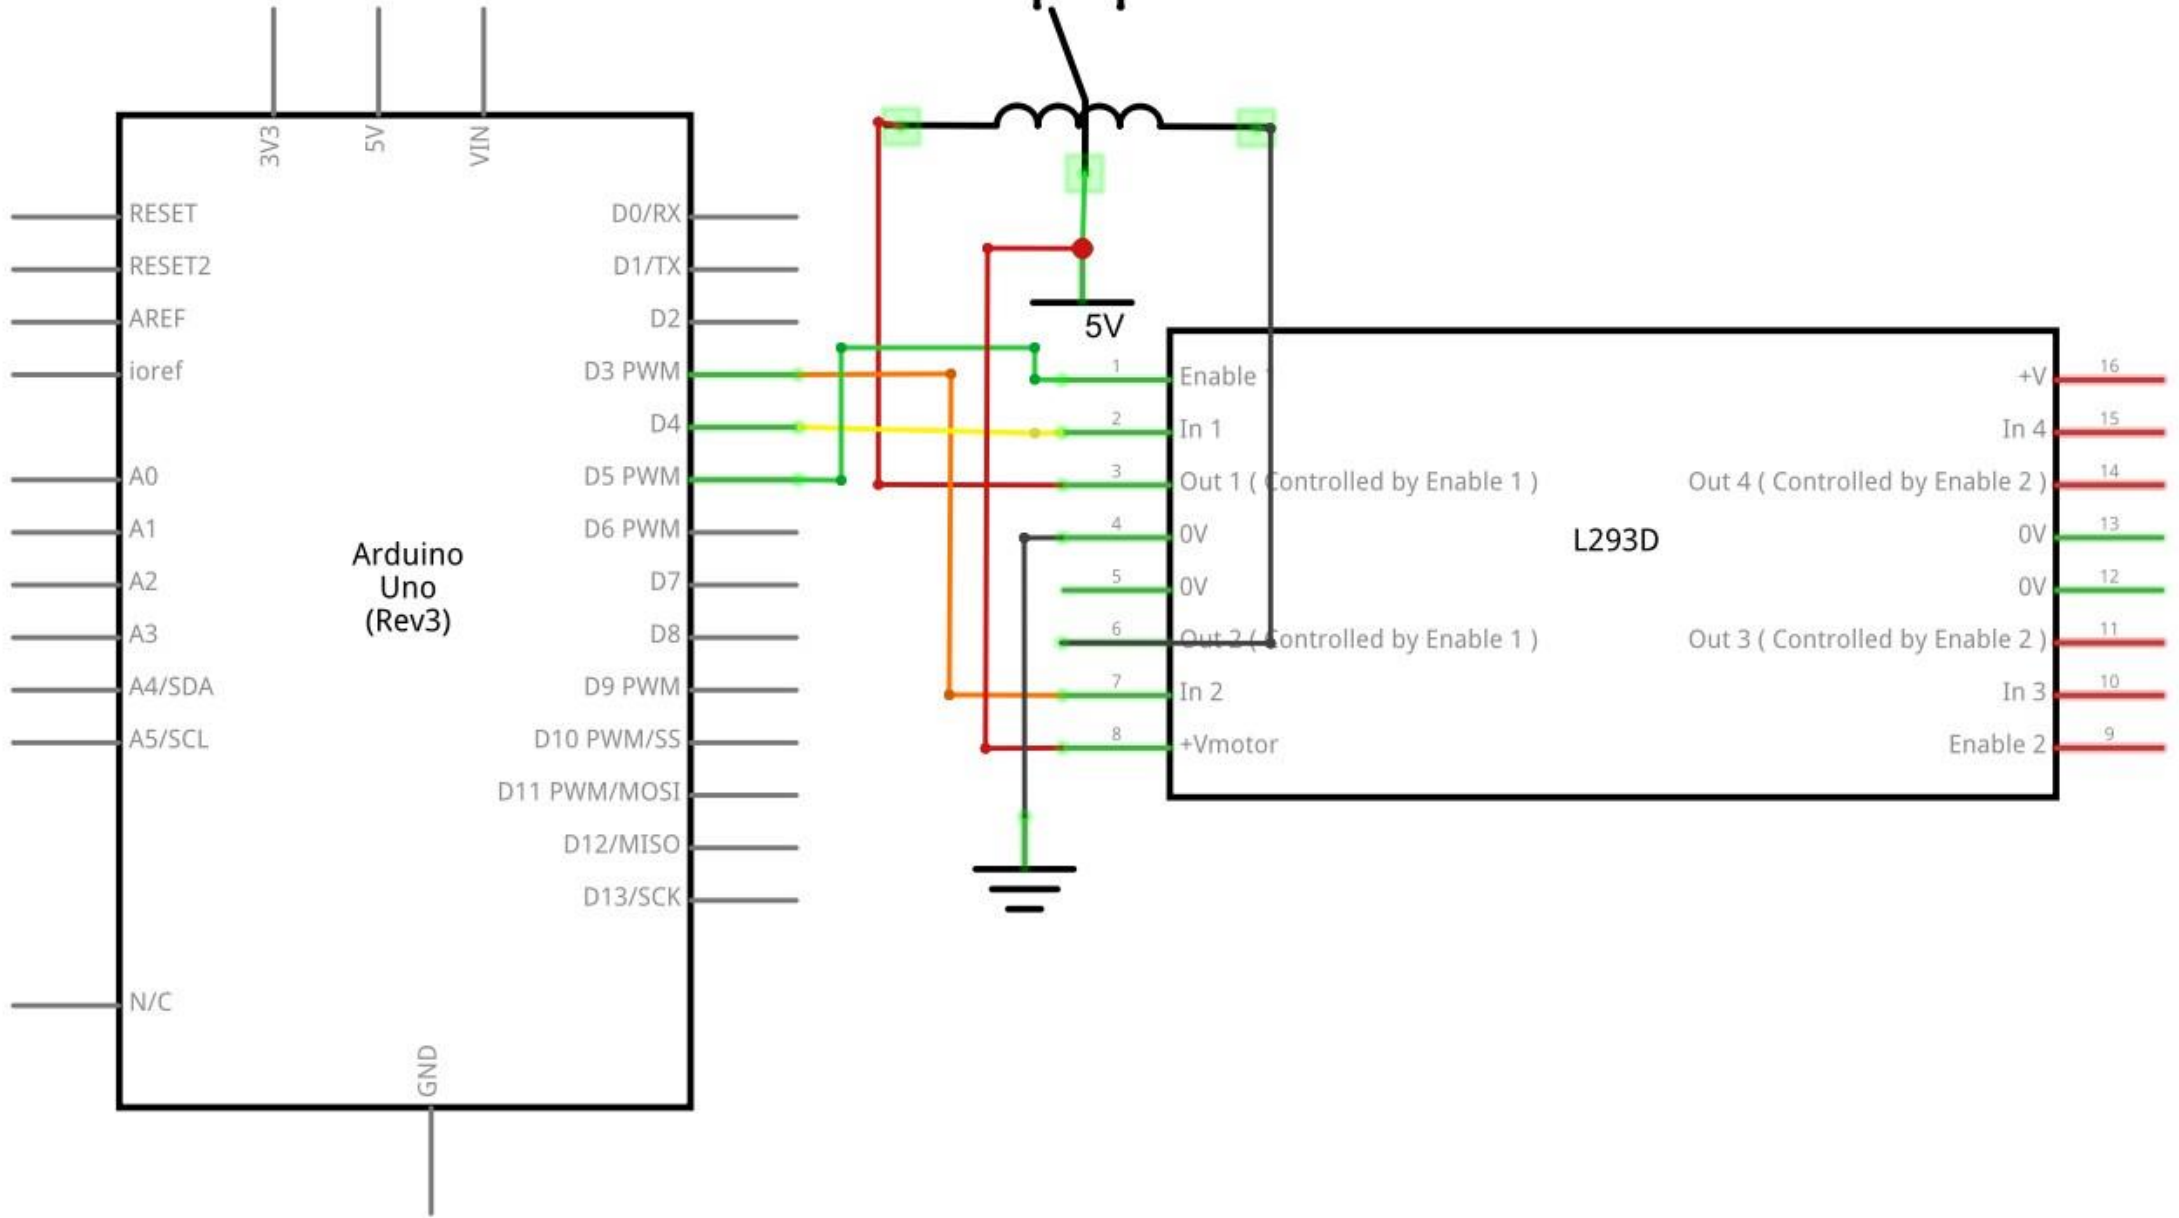 3V3
5V
VIN
RESET
RESET2
AREF
ioref
A0
A1
A2
A3
A4/SDA
A5/SCL
N/C
GND
Arduino
Uno
(Rev3)
D0/RX
D1/TX
D2
D3 PWM
D4
D5 PWM
D6 PWM
D7
D8
D9 PWM
D10 PWM/SS
D11 PWM/MOSI
D12/MISO
D13/SCK
5V
1 Enable
2 In 1
3 Out 1 ( Controlled by Enable 1 )
4 0V
5 0V
6 Out 2 ( Controlled by Enable 1 )
7 In 2
8 +Vmotor
L293D
+V 16
In 4 15
Out 4 ( Controlled by Enable 2 ) 14
0V 13
0V 12
Out 3 ( Controlled by Enable 2 ) 11
In 3 10
Enable 2 9